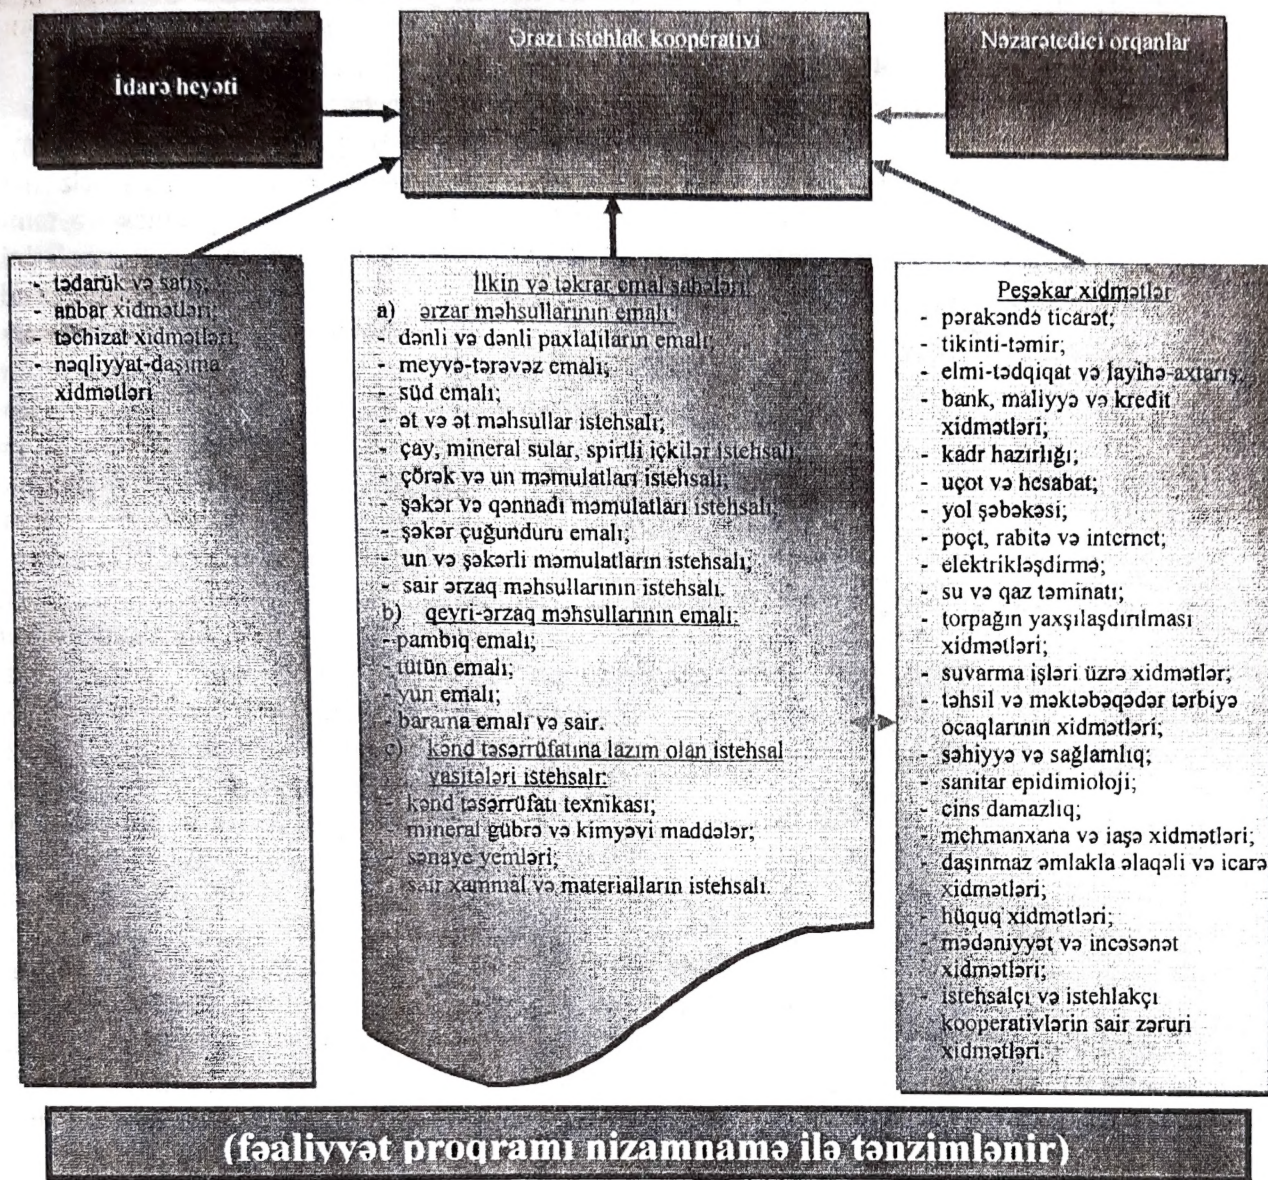 İdarə heyəti
Ərazi istehlak kooperativi
Nəzarətedici orqanlar
- tədarük və satış;
- anbar xidmətləri;
- təchizat xidmətləri;
- nəqliyyat-daşıma
xidmətləri
İlkin və təkrar emal sahələri:
a) ərzar məhsullarının emalı:
- dənli və dənli paxlalıların emalı;
- meyvə-tərəvəz emalı;
- süd emalı;
- ət və ət məhsullar istehsalı;
- çay, mineral sular, spirtli içkilər istehsalı;
- çörək və un məmulatları istehsalı;
- şəkər və qənnadı məmulatları istehsalı;
- şəkər çuğunduru emalı;
- un və şəkərli məmulatların istehsalı;
- sair ərzaq məhsullarının istehsalı.
b) qeyri-ərzaq məhsullarının emalı:
- pambıq emalı;
- tütün emalı;
- yun emalı;
- barama emalı və sair.
c) kənd təsərrüfatına lazım olan istehsal
vasitələri istehsalı:
- kənd təsərrüfatı texnikası;
- mineral gübrə və kimyəvi maddələr;
- sənaye yemləri;
- sair xammal və materialların istehsalı.
Peşəkar xidmətlər
- pərakəndə ticarət;
- tikinti-təmir;
- elmi-tədqiqat və layihə-axtarış;
- bank, maliyyə və kredit
xidmətləri;
- kadr hazırlığı;
- uçot və hesabat;
- yol şəbəkəsi;
- poçt, rabitə və internet;
- elektrikləşdirmə;
- su və qaz təminatı;
- torpağın yaxşılaşdırılması
xidmətləri;
- suvarma işləri üzrə xidmətlər;
- təhsil və məktəbəqədər tərbiyə
ocaqlarının xidmətləri;
- səhiyyə və sağlamlıq;
- sanitar epidimioloji;
- cins damazlıq;
- mehmanxana və iaşə xidmətləri;
- daşınmaz əmlakla əlaqəli və icarə
xidmətləri;
- hüquq xidmətləri;
- mədəniyyət və incəsənət
xidmətləri;
- istehsalçı və istehlakçı
kooperativlərin sair zəruri
xidmətləri.
(fəaliyyət proqramı nizamnamə ilə tənzimlənir)